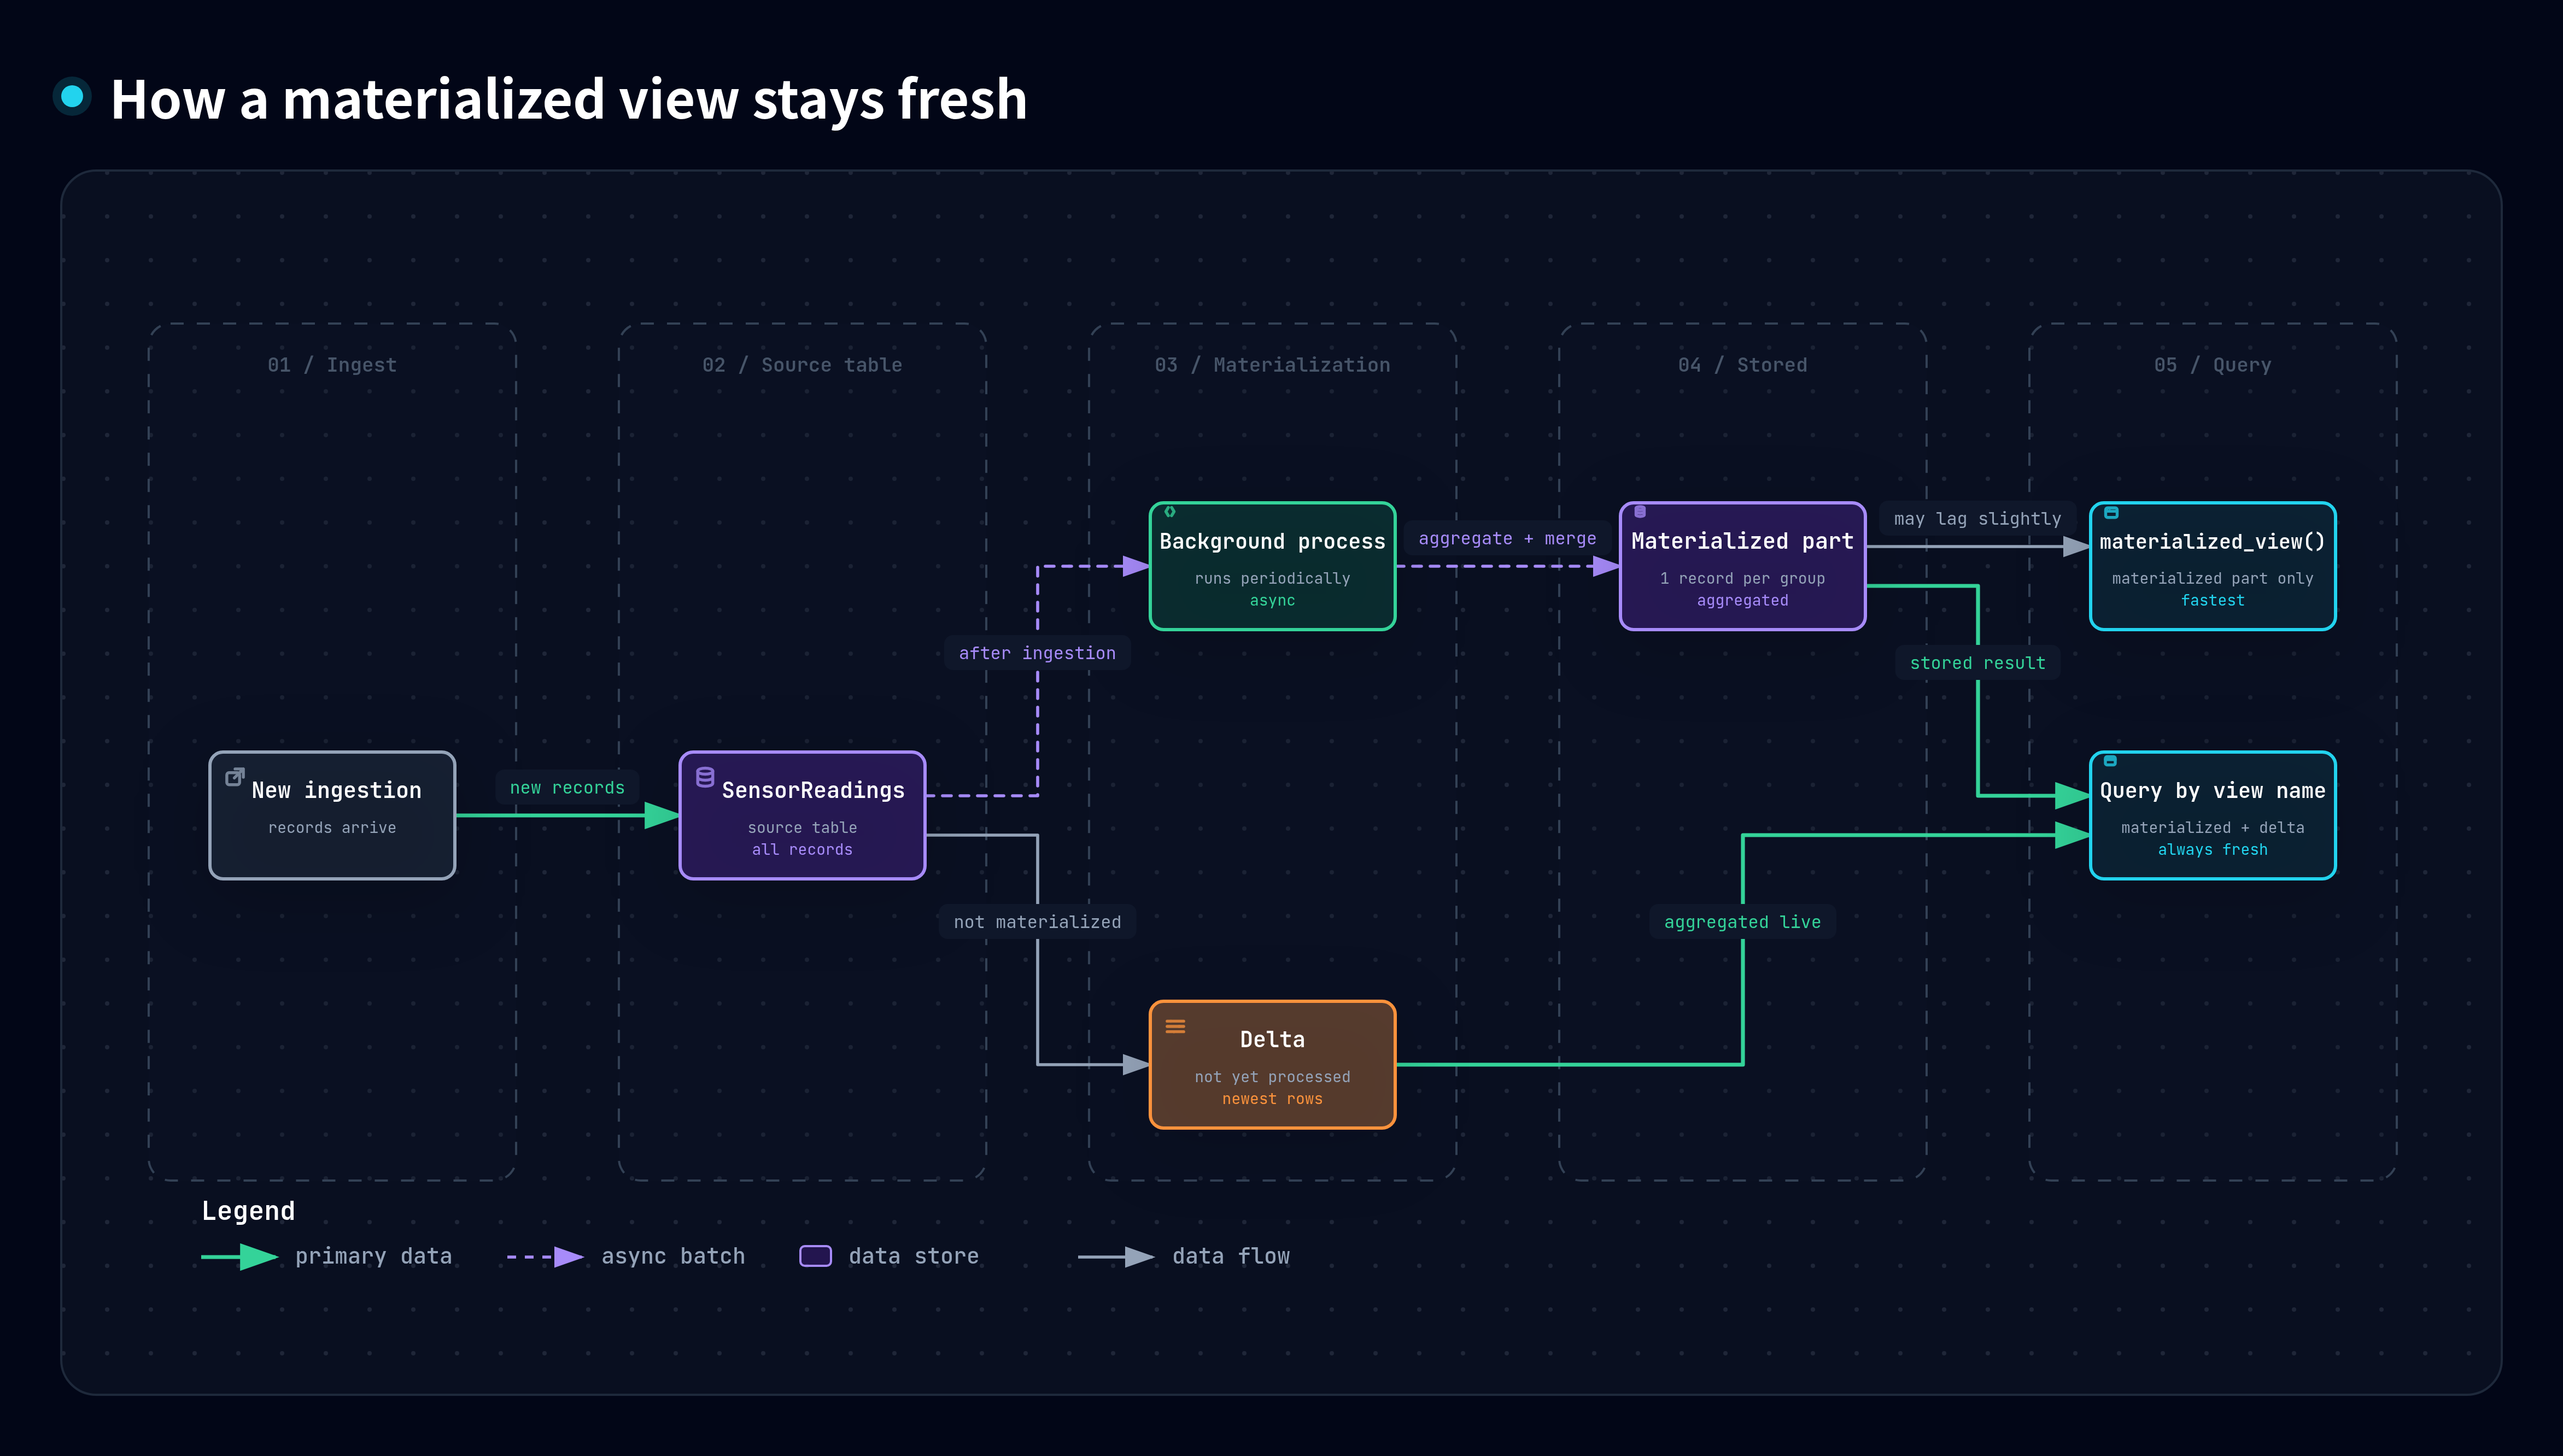 How a materialized view stays fresh
01 / Ingest
02 / Source table
03 / Materialization
04 / Stored
05 / Query
New ingestion
records arrive
new records
SensorReadings
source table
all records
after ingestion
not materialized
Background process
runs periodically
async
aggregate + merge
Delta
not yet processed
newest rows
Materialized part
1 record per group
aggregated
may lag slightly
stored result
aggregated live
materialized_view()
materialized part only
fastest
Query by view name
materialized + delta
always fresh
Legend
primary data
async batch
data store
data flow